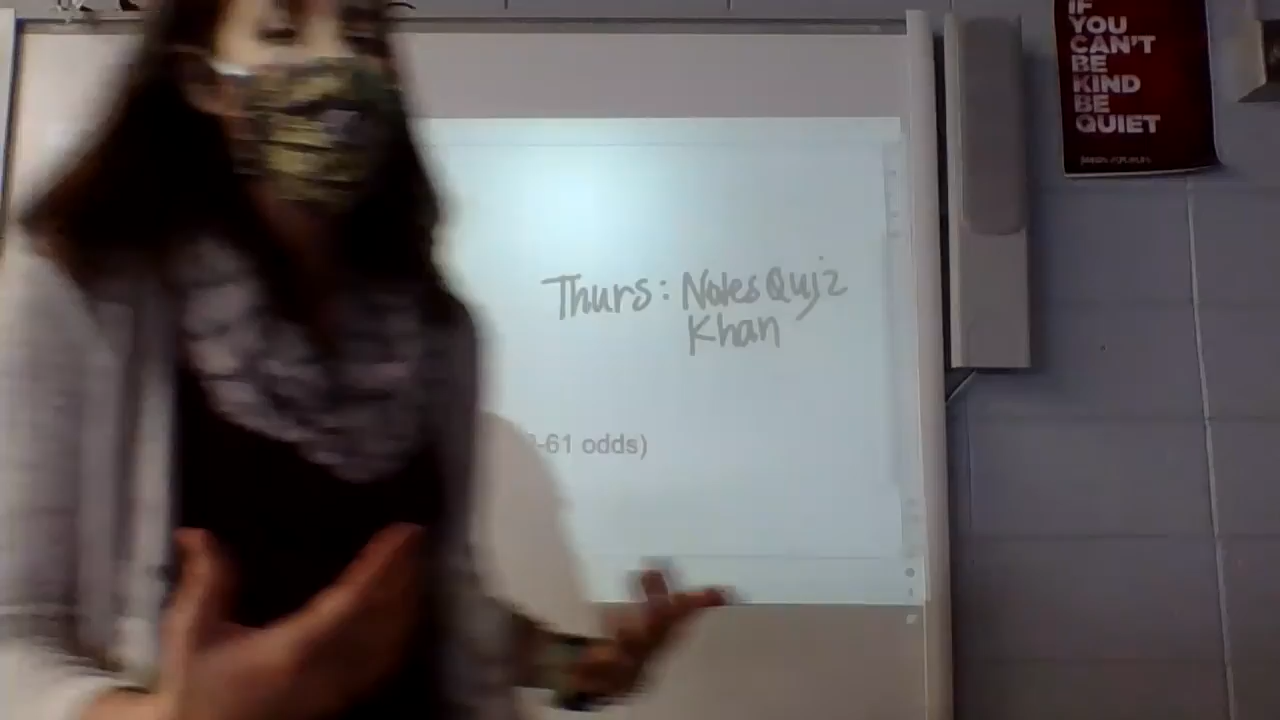 IF
YOU
CAN'T
BE
KIND
BE
QUIET
Thurs: Notes Quiz
Khan
-61 odds)